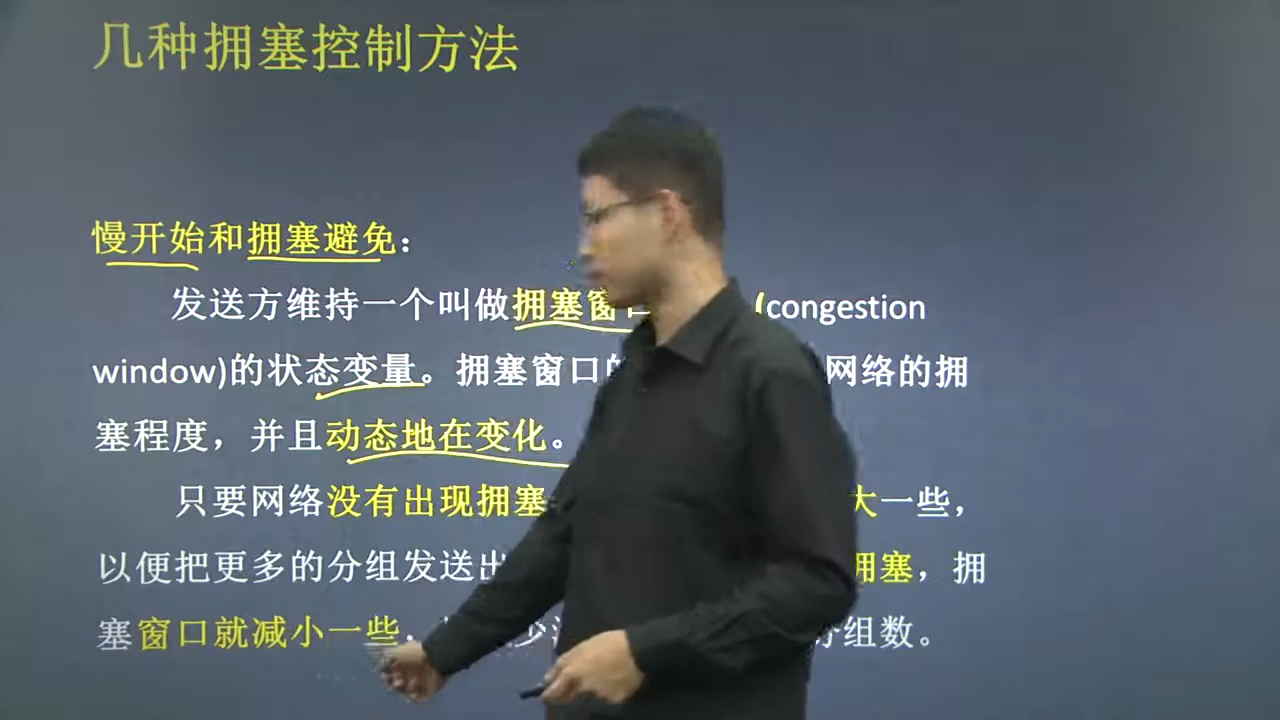 几种拥塞控制方法
慢开始和拥塞避免：
发送方维持一个叫做拥塞窗 (congestion
window)的状态变量。拥塞窗口的 网络的拥
塞程度，并且动态地在变化。
只要网络没有出现拥塞 大一些，
以便把更多的分组发送出 拥塞，拥
塞窗口就减小一些， 少 分组数。